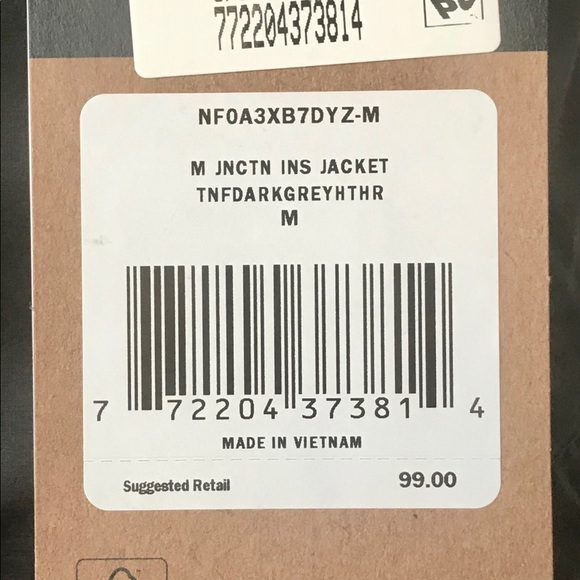 772204373814
NF0A3XB7DYZ-M
M JNCTN INS JACKET
TNFDARKGREYHTHR
M
7 72204 37381 4
MADE IN VIETNAM
Suggested Retail 99.00